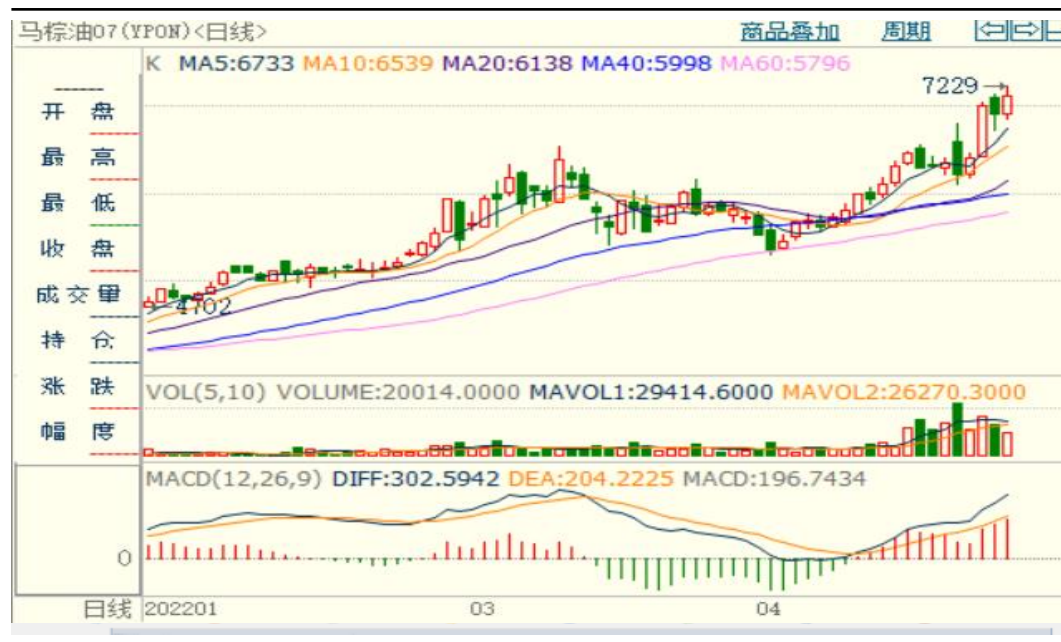 马棕油07(YPON)<日线>
商品叠加 周期
K MA5:6733 MA10:6539 MA20:6138 MA40:5998 MA60:5796
7229
开 盘
最 高
最 低
收 盘
成交量
持 仓
涨 跌
幅 度
4702
VOL(5,10) VOLUME:20014.0000 MAVOL1:29414.6000 MAVOL2:26270.3000
MACD(12,26,9) DIFF:302.5942 DEA:204.2225 MACD:196.7434
0
日线 202201 03 04